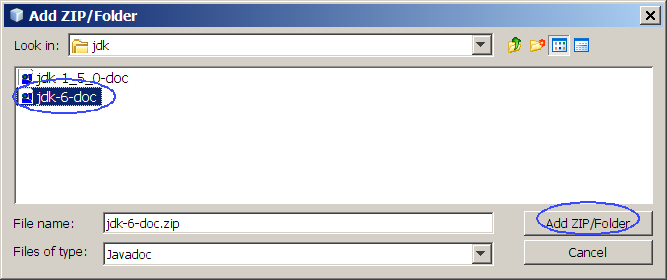 Add ZIP/Folder
Look in: jdk
jdk-1_5_0-doc
jdk-6-doc
File name: jdk-6-doc.zip Add ZIP/Folder
Files of type: Javadoc Cancel